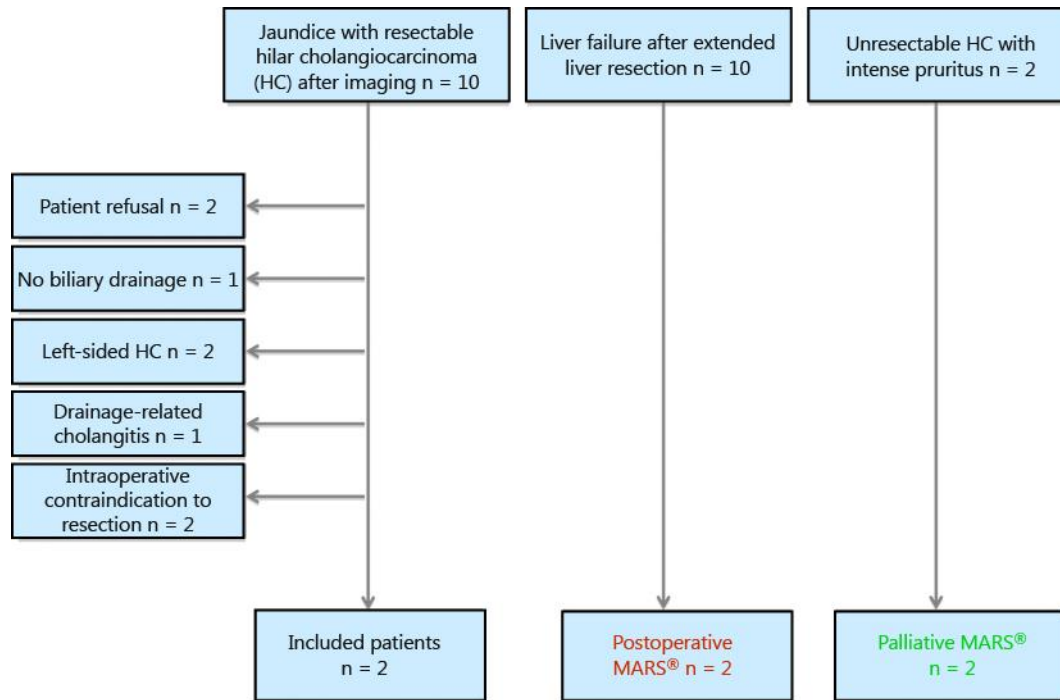 Jaundice with resectable
hilar cholangiocarcinoma
(HC) after imaging n = 10
Liver failure after extended
liver resection n = 10
Unresectable HC with
intense pruritus n = 2
Patient refusal n = 2
No biliary drainage n = 1
Left-sided HC n = 2
Drainage-related
cholangitis n = 1
Intraoperative
contraindication to
resection n = 2
Included patients
n = 2
Postoperative
MARS® n = 2
Palliative MARS®
n = 2